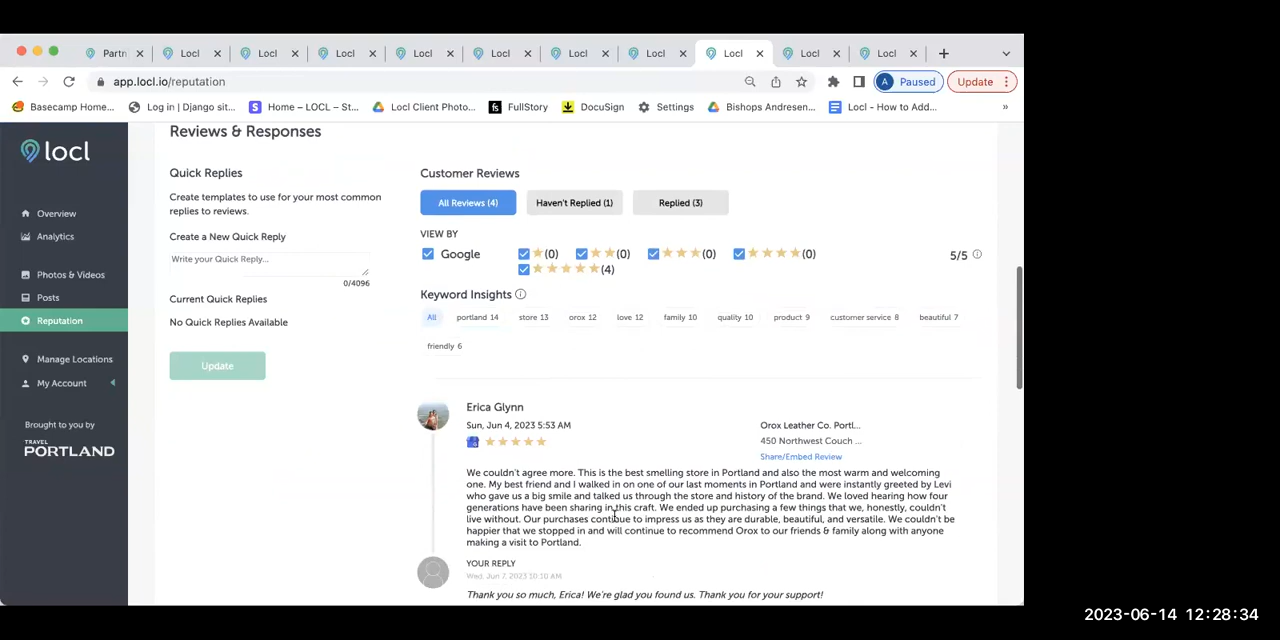 Partn
Locl
Locl
Locl
Locl
Locl
Locl
Locl
Locl
Locl
Locl
app.locl.io/reputation
A Paused
Update
Basecamp Home...
Log in | Django sit...
S Home – LOCL – St...
Locl Client Photo...
fs FullStory
DocuSign
Settings
Bishops Andresen...
Locl - How to Add...
»
locl
Overview
Analytics
Photos & Videos
Posts
Reputation
Manage Locations
My Account
Brought to you by
TRAVEL
PORTLAND
Reviews & Responses
Quick Replies
Create templates to use for your most common
replies to reviews.
Create a New Quick Reply
Write your Quick Reply...
0/4096
Current Quick Replies
No Quick Replies Available
Update
Customer Reviews
All Reviews (4) Haven't Replied (1) Replied (3)
VIEW BY
Google (0) (0) (0) (0)
(4)
5/5
Keyword Insights
All portland 14 store 13 orox 12 love 12 family 10 quality 10 product 9 customer service 8 beautiful 7
friendly 6
Erica Glynn
Sun, Jun 4, 2023 5:53 AM
Orox Leather Co. Portl...
450 Northwest Couch ...
Share/Embed Review
We couldn't agree more. This is the best smelling store in Portland and also the most warm and welcoming
one. My best friend and I walked in on one of our last moments in Portland and were instantly greeted by Levi
who gave us a big smile and talked us through the store and history of the brand. We loved hearing how four
generations have been sharing in this craft. We ended up purchasing a few things that we, honestly, couldn't
live without. Our purchases continue to impress us as they are durable, beautiful, and versatile. We couldn't be
happier that we stopped in and will continue to recommend Orox to our friends & family along with anyone
making a visit to Portland.
YOUR REPLY
Wed, Jun 7, 2023 10:10 AM
Thank you so much, Erica! We're glad you found us. Thank you for your support!
2023-06-14 12:28:34